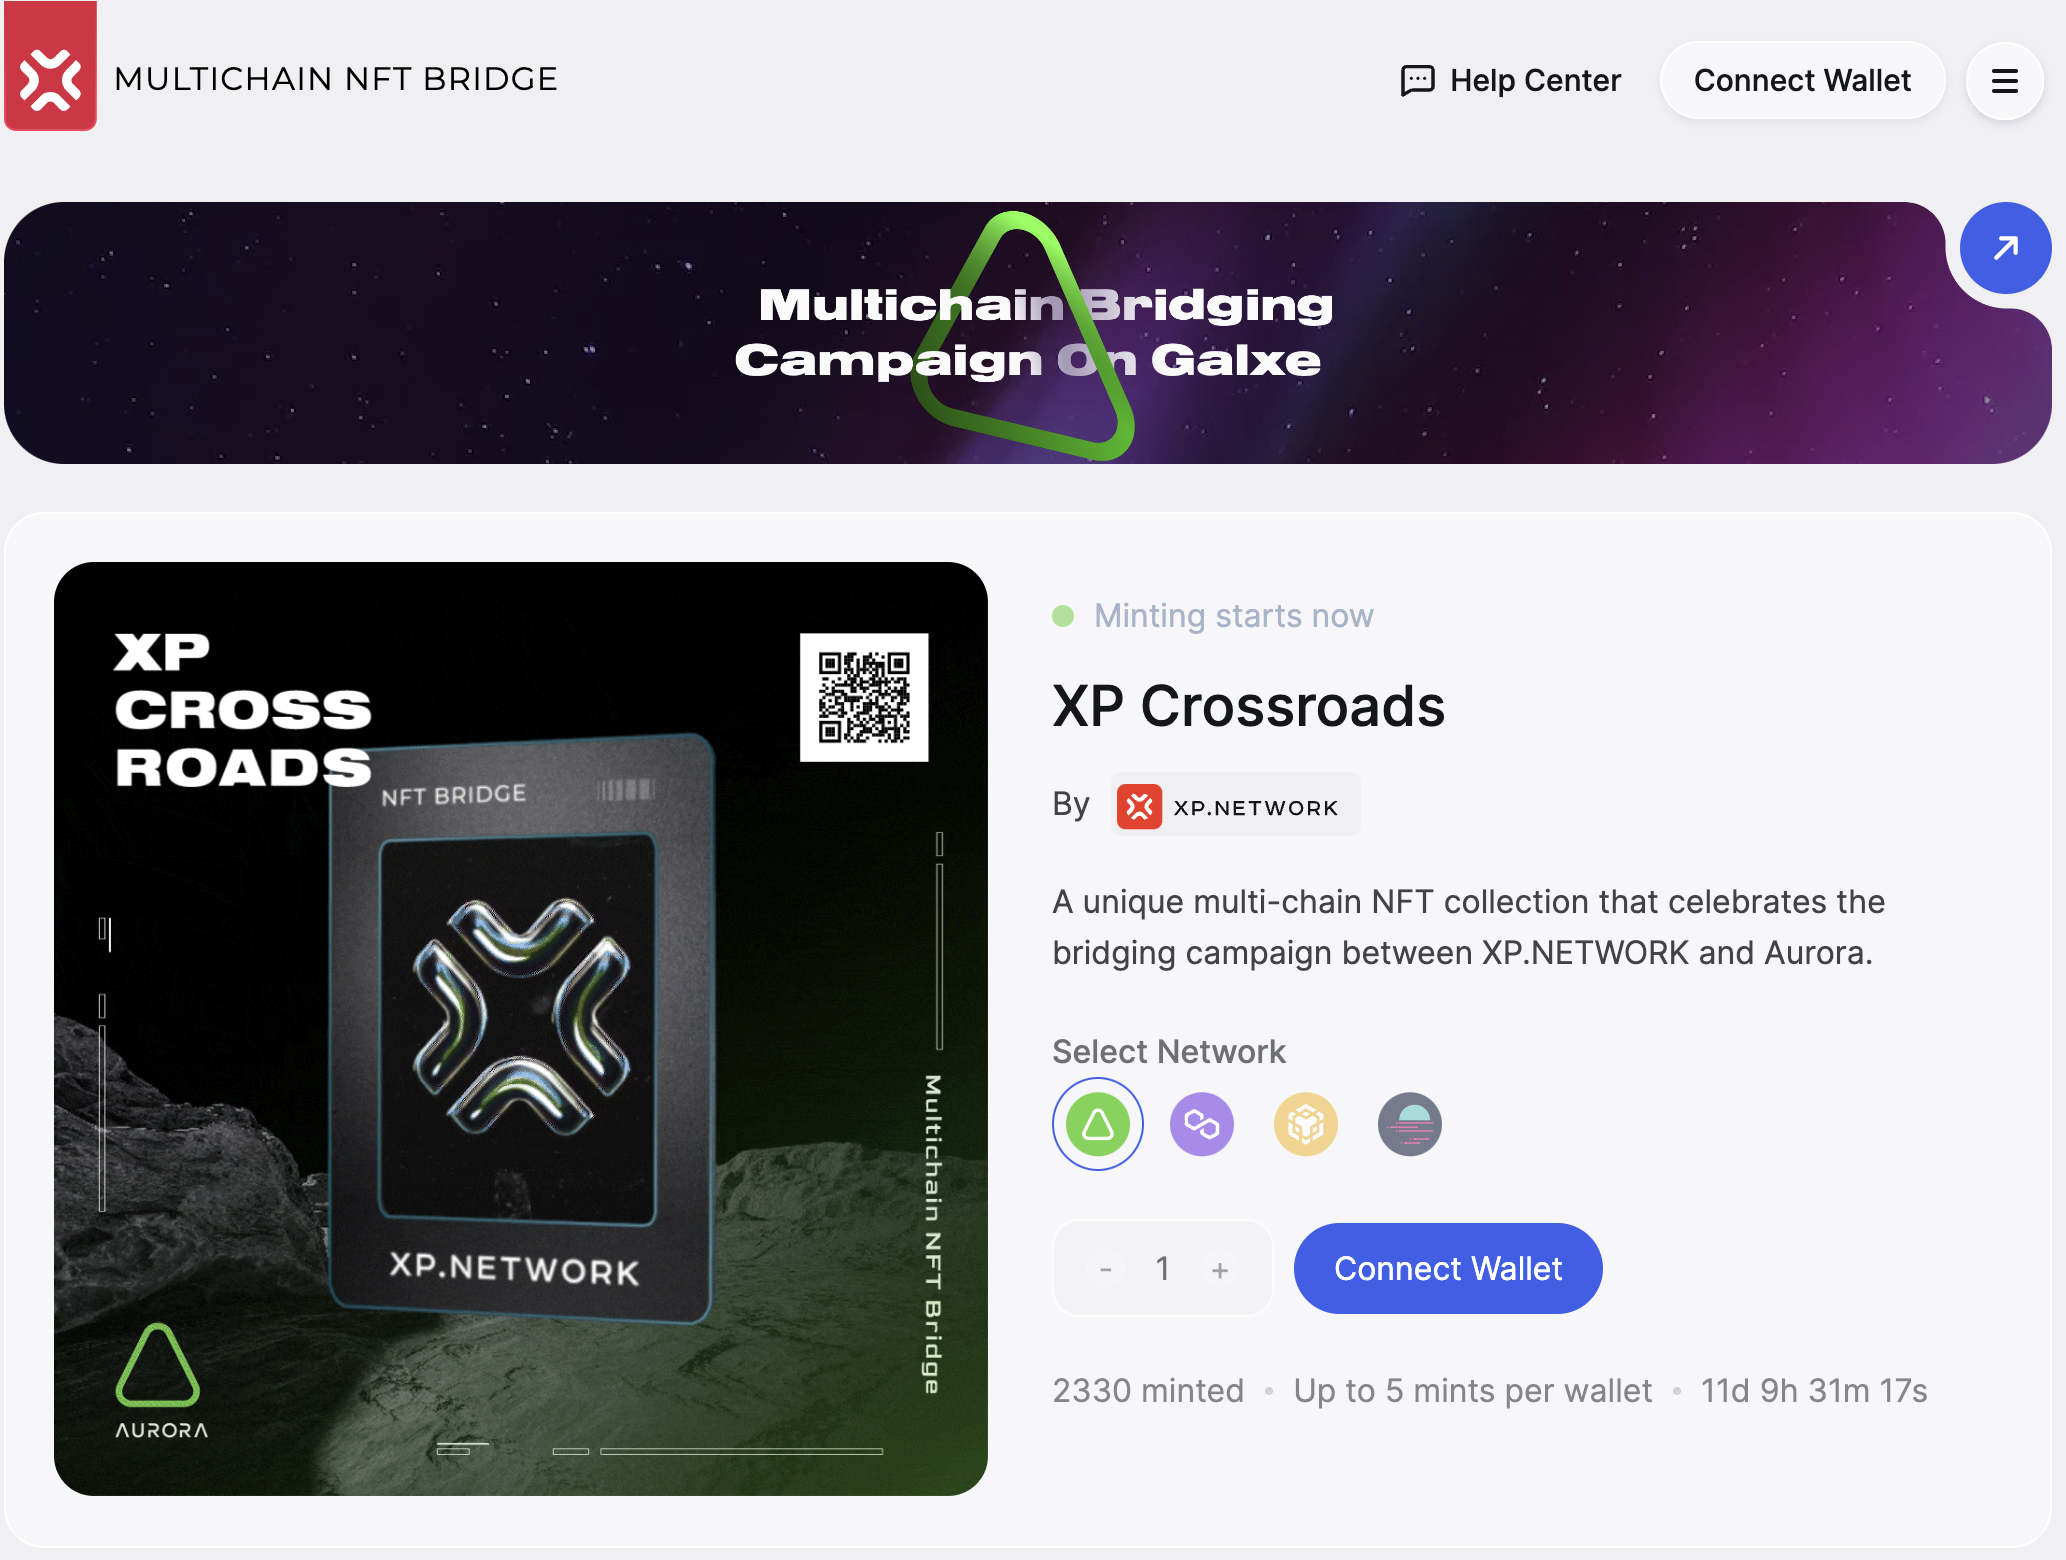 MULTICHAIN NFT BRIDGE
Help Center
Connect Wallet
Multichain Bridging
Campaign On Galxe
XP
CROSS
ROADS
NFT BRIDGE
XP.NETWORK
Multichain NFT Bridge
AURORA
Minting starts now
XP Crossroads
By XP.NETWORK
A unique multi-chain NFT collection that celebrates the
bridging campaign between XP.NETWORK and Aurora.
Select Network
- 1 + Connect Wallet
2330 minted • Up to 5 mints per wallet • 11d 9h 31m 17s